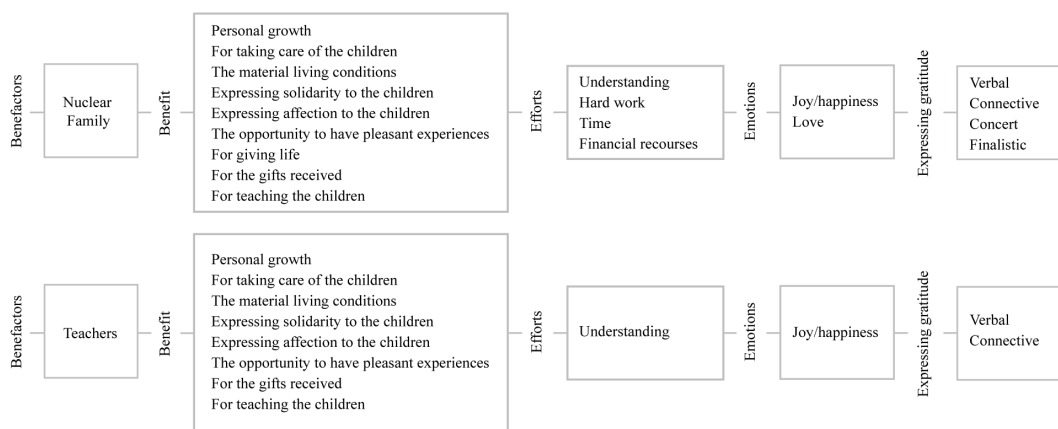 Benefactors
Nuclear
Family
Benefit
Personal growth
For taking care of the children
The material living conditions
Expressing solidarity to the children
Expressing affection to the children
The opportunity to have pleasant experiences
For giving life
For the gifts received
For teaching the children
Efforts
Understanding
Hard work
Time
Financial recourses
Emotions
Joy/happiness
Love
Expressing gratitude
Verbal
Connective
Concert
Finalistic
Benefactors
Teachers
Benefit
Personal growth
For taking care of the children
The material living conditions
Expressing solidarity to the children
Expressing affection to the children
The opportunity to have pleasant experiences
For the gifts received
For teaching the children
Efforts
Understanding
Emotions
Joy/happiness
Expressing gratitude
Verbal
Connective